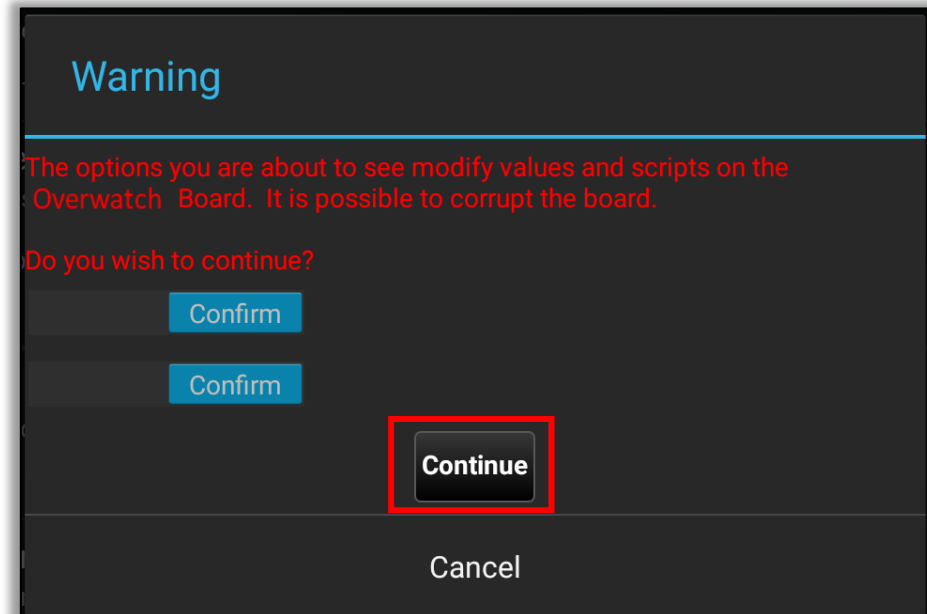 Warning
The options you are about to see modify values and scripts on the
Overwatch Board. It is possible to corrupt the board.
Do you wish to continue?
Confirm
Confirm
Continue
Cancel